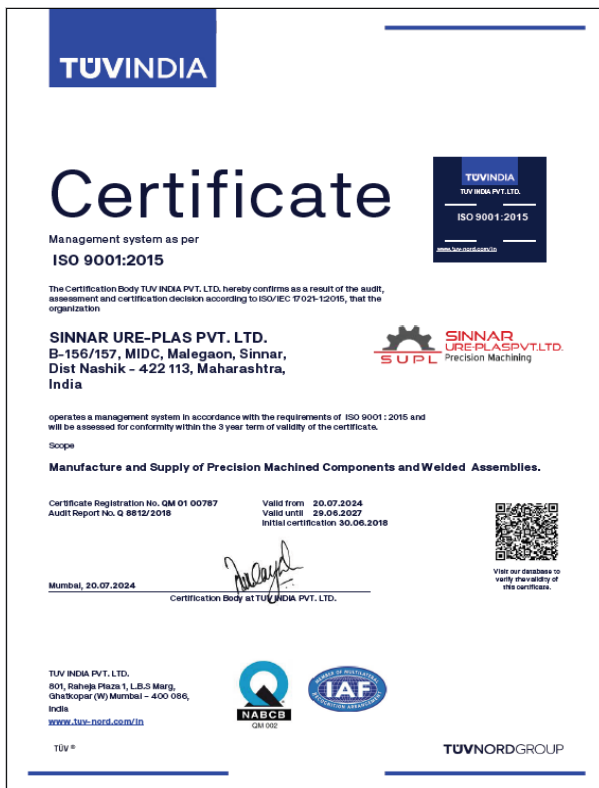 TÜVINDIA
Certificate
TÜVINDIA
TUV INDIA PVT. LTD.
ISO 9001:2015
www.tuv-nord.com/in
Management system as per
ISO 9001:2015
The Certification Body TUV INDIA PVT. LTD. hereby confirms as a result of the audit,
assessment and certification decision according to ISO/IEC 17021-1:2015, that the
organization
SINNAR URE-PLAS PVT. LTD.
B-156/157, MIDC, Malegaon, Sinnar,
Dist Nashik - 422 113, Maharashtra,
India
SUPL
SINNAR
URE-PLASPVT.LTD.
Precision Machining
operates a management system in accordance with the requirements of ISO 9001 : 2015 and
will be assessed for conformity within the 3 year term of validity of the certificate.
Scope
Manufacture and Supply of Precision Machined Components and Welded Assemblies.
Certificate Registration No. QM 01 00787
Audit Report No. Q 8812/2018
Valid from 20.07.2024
Valid until 29.06.2027
Initial certification 30.06.2018
Visit our database to
verify the validity of
this certificate.
Mumbai, 20.07.2024
Certification Body at TUV INDIA PVT. LTD.
TUV INDIA PVT. LTD.
801, Raheja Plaza 1, L.B.S Marg,
Ghatkopar (W) Mumbai - 400 086,
India
www.tuv-nord.com/in
NABCB
QM 002
MEMBER OF MULTILATERAL
IAF
RECOGNITION ARRANGEMENT
TÜV ®
TÜVNORDGROUP